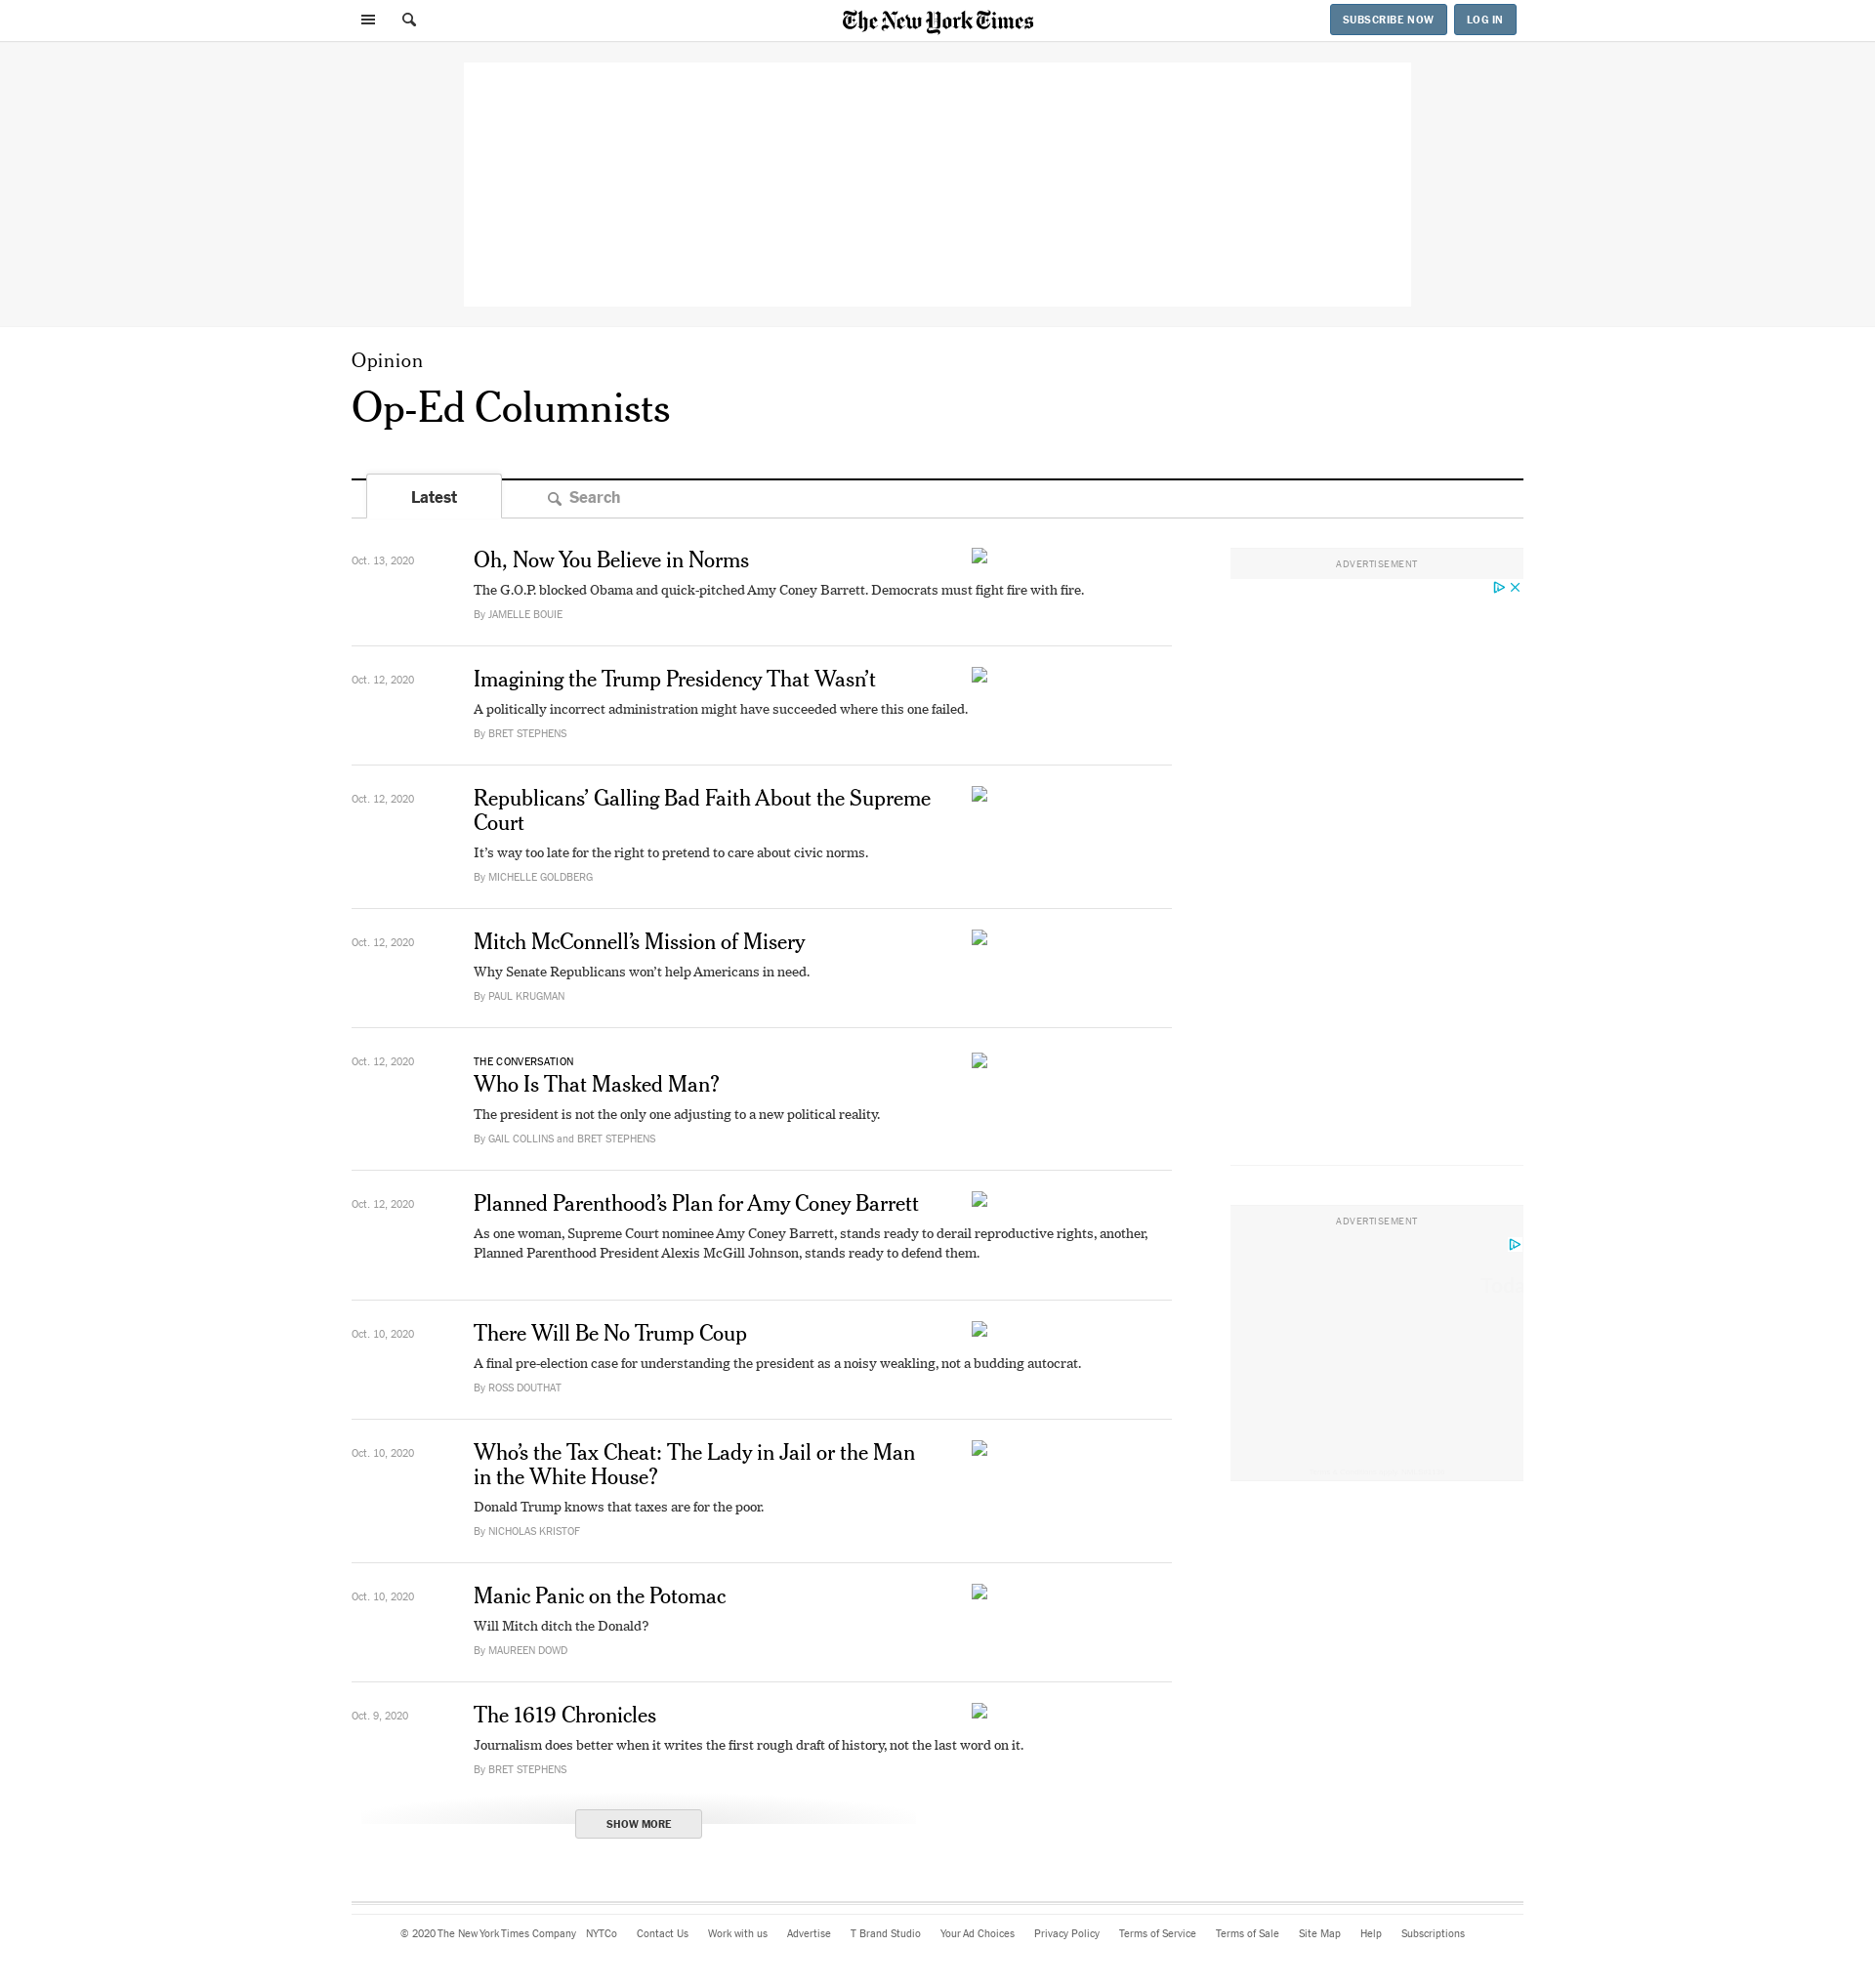 The New York Times
SUBSCRIBE NOW
LOG IN
Opinion
Op-Ed Columnists
Latest
Search
Oct. 13, 2020
Oh, Now You Believe in Norms
The G.O.P. blocked Obama and quick-pitched Amy Coney Barrett. Democrats must fight fire with fire.
By JAMELLE BOUIE
ADVERTISEMENT
Oct. 12, 2020
Imagining the Trump Presidency That Wasn’t
A politically incorrect administration might have succeeded where this one failed.
By BRET STEPHENS
Oct. 12, 2020
Republicans’ Galling Bad Faith About the Supreme
Court
It’s way too late for the right to pretend to care about civic norms.
By MICHELLE GOLDBERG
Oct. 12, 2020
Mitch McConnell’s Mission of Misery
Why Senate Republicans won’t help Americans in need.
By PAUL KRUGMAN
Oct. 12, 2020
THE CONVERSATION
Who Is That Masked Man?
The president is not the only one adjusting to a new political reality.
By GAIL COLLINS and BRET STEPHENS
Oct. 12, 2020
Planned Parenthood’s Plan for Amy Coney Barrett
As one woman, Supreme Court nominee Amy Coney Barrett, stands ready to derail reproductive rights, another,
Planned Parenthood President Alexis McGill Johnson, stands ready to defend them.
ADVERTISEMENT
Oct. 10, 2020
There Will Be No Trump Coup
A final pre-election case for understanding the president as a noisy weakling, not a budding autocrat.
By ROSS DOUTHAT
Oct. 10, 2020
Who’s the Tax Cheat: The Lady in Jail or the Man
in the White House?
Donald Trump knows that taxes are for the poor.
By NICHOLAS KRISTOF
Oct. 10, 2020
Manic Panic on the Potomac
Will Mitch ditch the Donald?
By MAUREEN DOWD
Oct. 9, 2020
The 1619 Chronicles
Journalism does better when it writes the first rough draft of history, not the last word on it.
By BRET STEPHENS
SHOW MORE
© 2020 The New York Times Company NYTCo Contact Us Work with us Advertise T Brand Studio Your Ad Choices Privacy Policy Terms of Service Terms of Sale Site Map Help Subscriptions